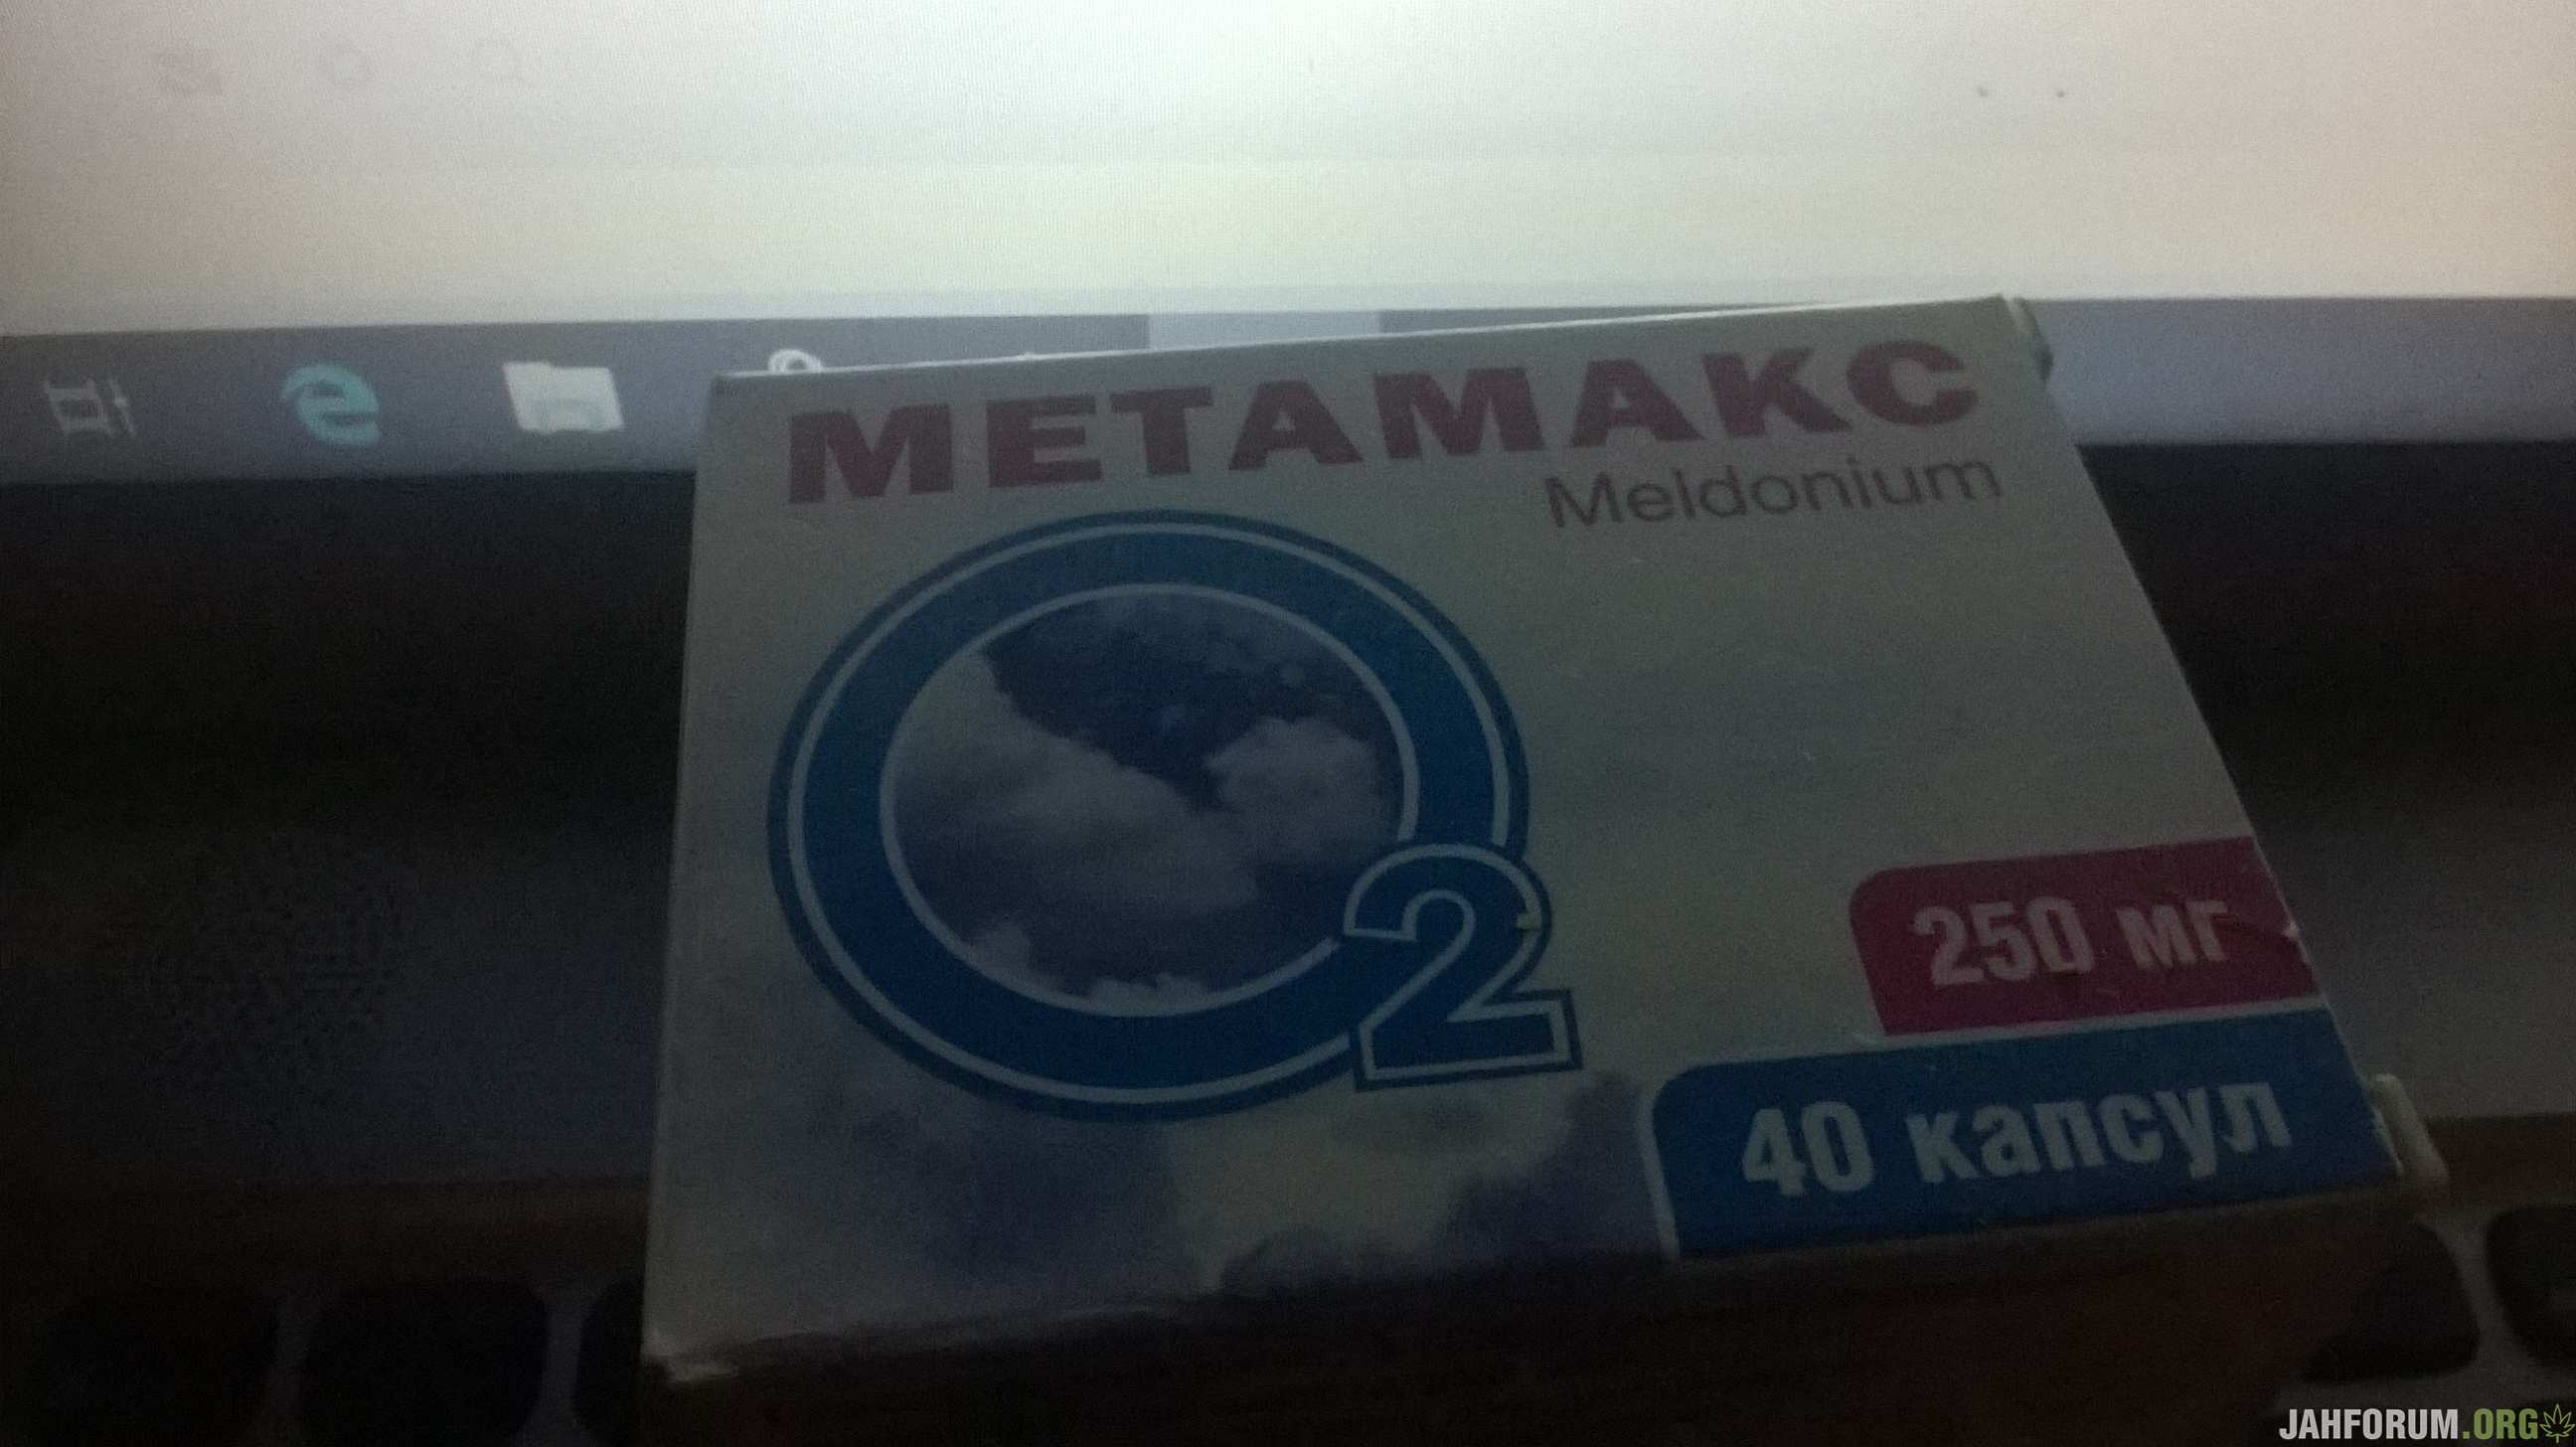 МЕТАМАКС
Meldonium
O2
250 мг
40 капсул
JAHFORUM.ORG